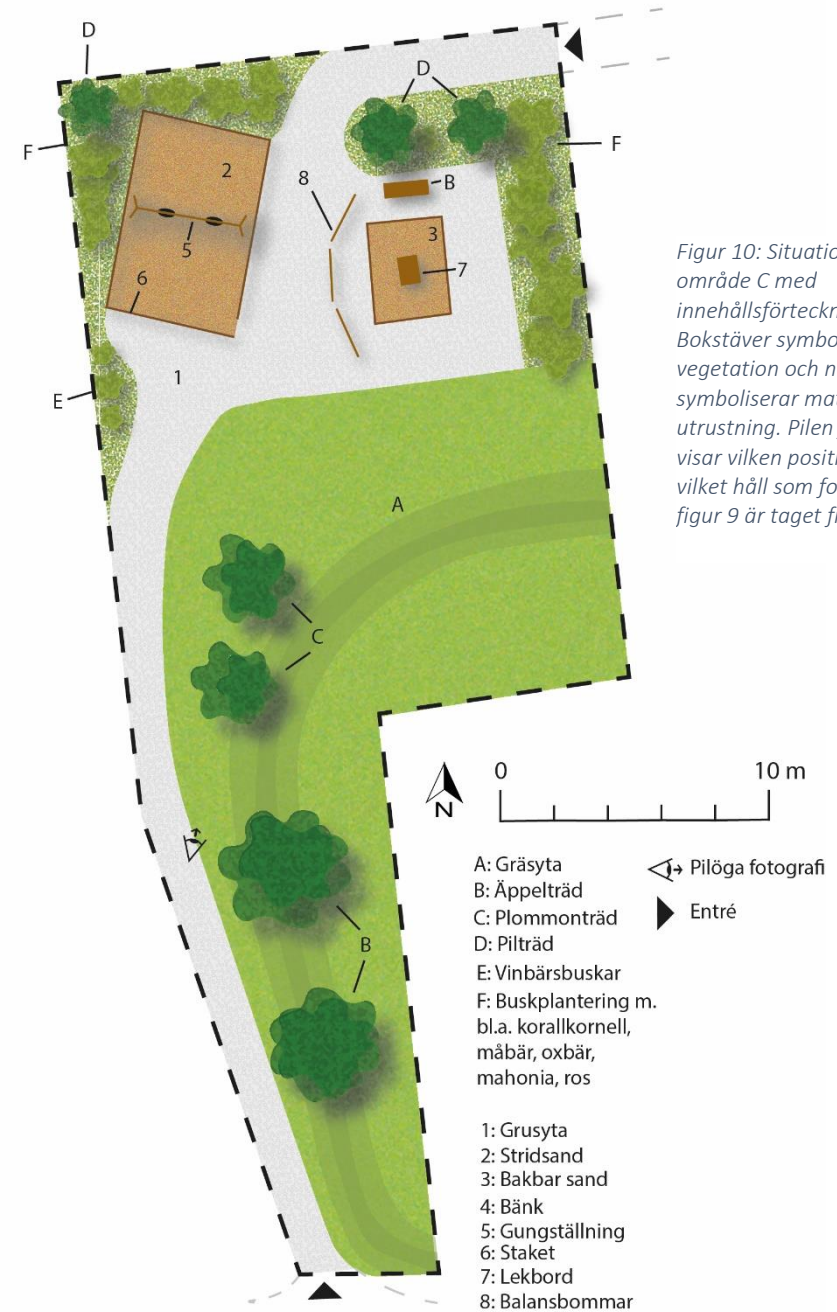 D
D
F
2
F
8
B
3
5
7
6
1
E
A
C
B
Figur 10: Situatio
område C med
innehållsförteckn
Bokstäver symbo
vegetation och n
symboliserar mat
utrustning. Pilen
visar vilken positi
vilket håll som fo
figur 9 är taget f
N
0 10 m
A: Gräsyta
B: Äppelträd
C: Plommonträd
D: Pilträd
E: Vinbärsbuskar
F: Buskplantering m.
bl.a. korallkornell,
måbär, oxbär,
mahonia, ros
Pilöga fotografi
Entré
1: Grusyta
2: Stridsand
3: Bakbar sand
4: Bänk
5: Gungställning
6: Staket
7: Lekbord
8: Balansbommar